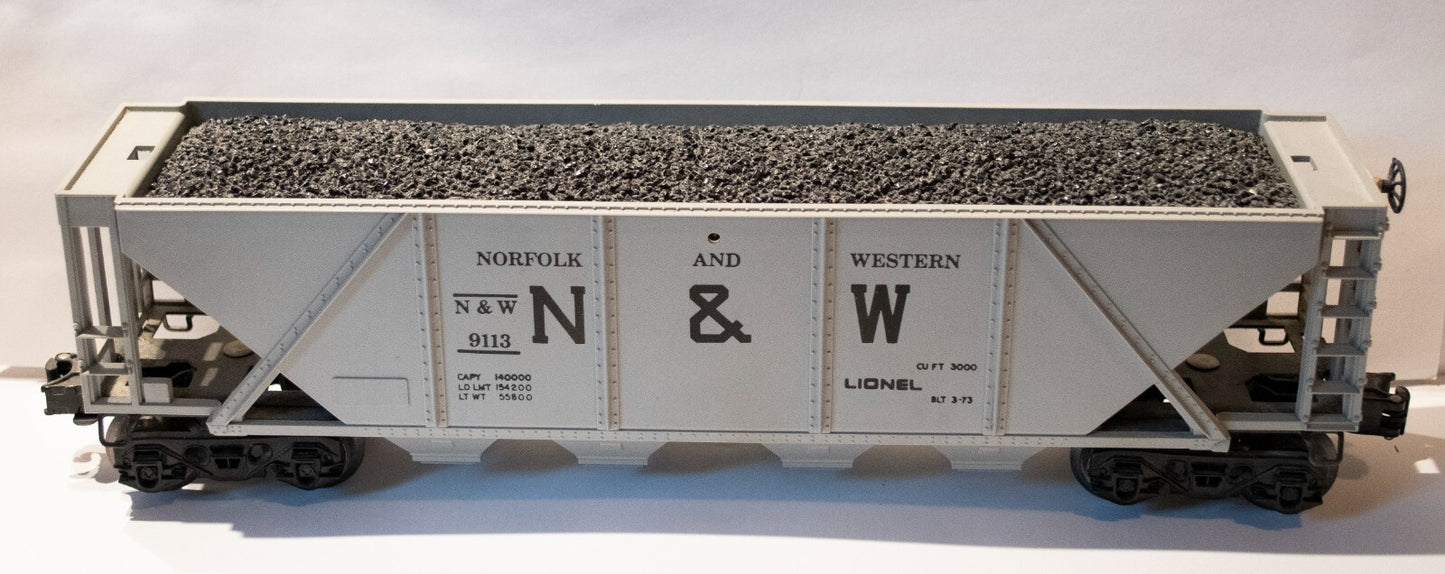 NORFOLK AND WESTERN
N & W
9113
N & W
CAPY 140000
LD LMT 154200
LT WT 55800
CU FT 3000
LIONEL
BLT 3-73